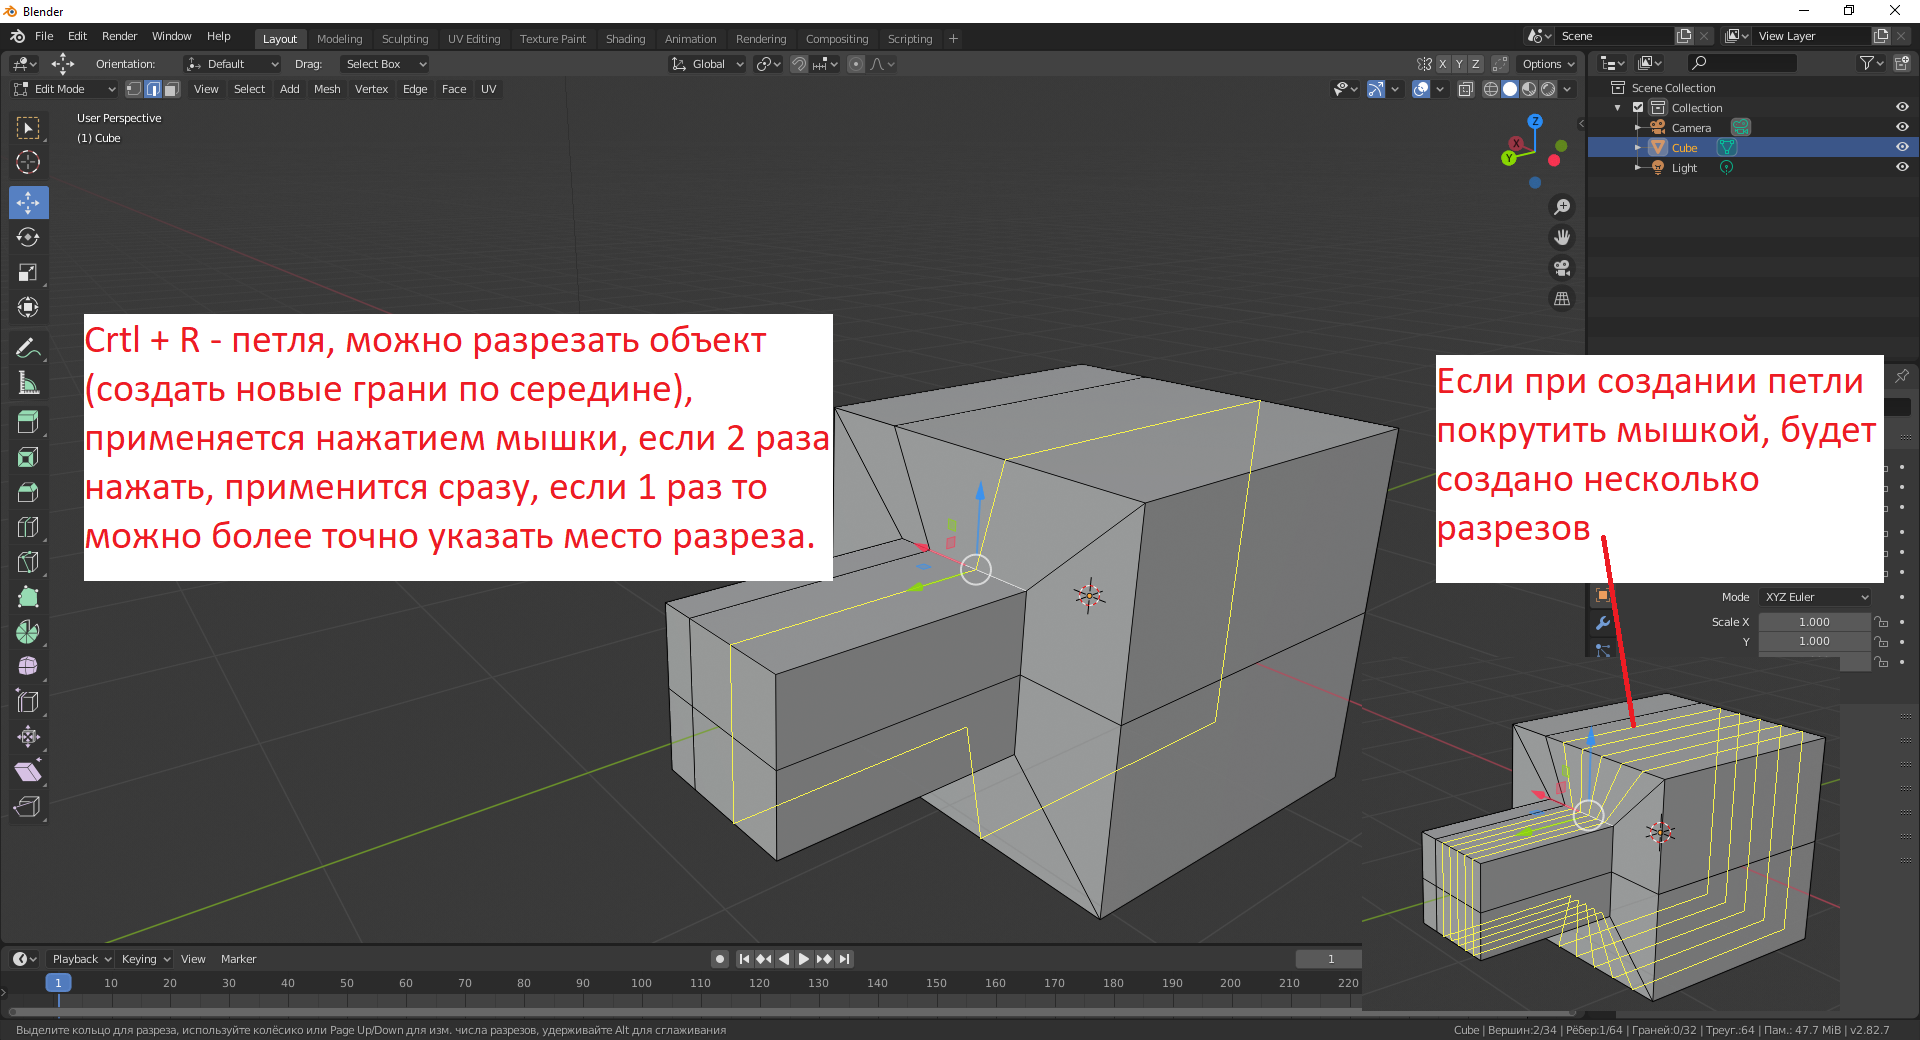 Blender
File Edit Render Window Help
Layout Modeling Sculpting UV Editing Texture Paint Shading Animation Rendering Compositing Scripting +
Scene
View Layer
Orientation: Default Drag: Select Box
Global
X Y Z
Options
Edit Mode View Select Add Mesh Vertex Edge Face UV
User Perspective
(1) Cube
Z
X
Y
Scene Collection
Collection
Camera
Cube
Light
Crtl + R - петля, можно разрезать объект
(создать новые грани по середине),
применяется нажатием мышки, если 2 раза
нажать, применится сразу, если 1 раз то
можно более точно указать место разреза.
Если при создании петли
покрутить мышкой, будет
создано несколько
разрезов
Mode XYZ Euler
Scale X 1.000
Y 1.000
Playback Keying View Marker
1
1 10 20 30 40 50 60 70 80 90 100 110 120 130 140 150 160 170 180 190 200 210 220
Выделите кольцо для разреза, используйте колёсико или Page Up/Down для изм. числа разрезов, удерживайте Alt для сглаживания
Cube | Вершин:2/34 | Рёбер:1/64 | Граней:0/32 | Треуг.:64 | Пам.: 47.7 MiB | v2.82.7